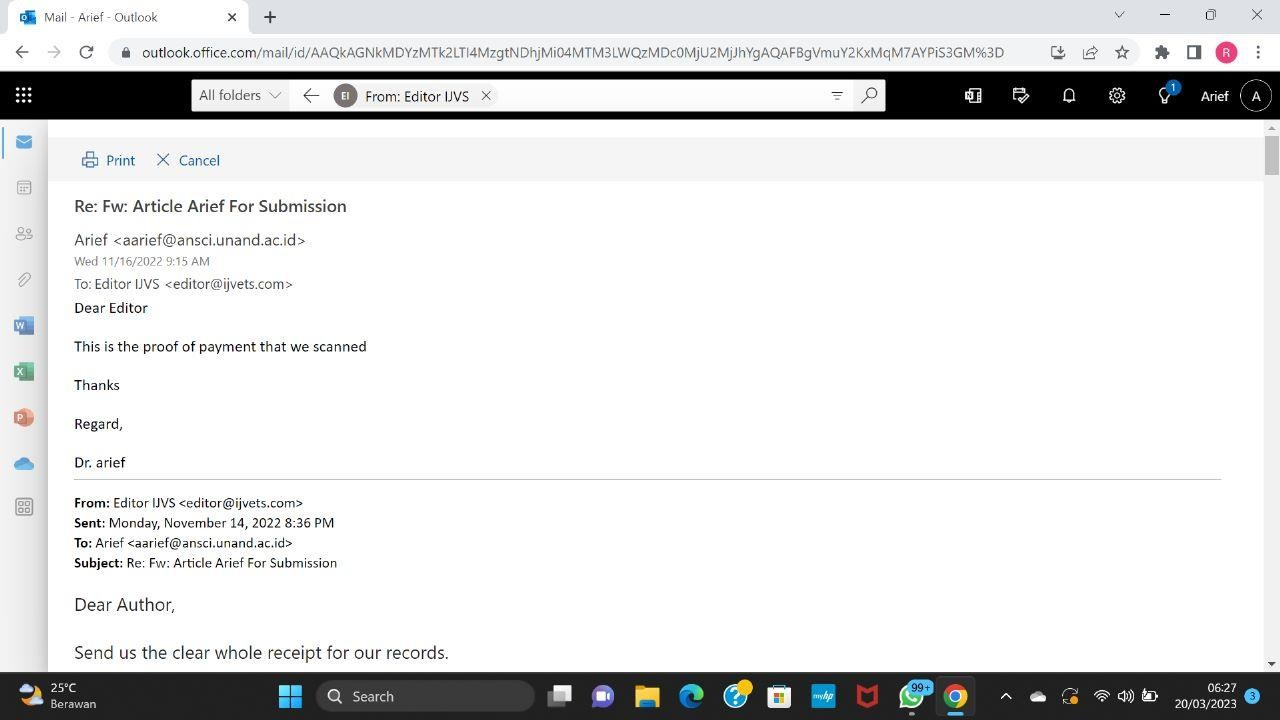 Mail - Arief - Outlook
outlook.office.com/mail/id/AAQkAGNkMDYzMTk2LTI4MzgtNDhjMi04MTM3LWQzMDc0MjU2MjJhYgAQAFBgVmuY2KxMqM7AYPiS3GM%3D
R
All folders
EI From: Editor IJVS
1
Arief A
Print Cancel
Re: Fw: Article Arief For Submission
Arief <aarief@ansci.unand.ac.id>
Wed 11/16/2022 9:15 AM
To: Editor IJVS <editor@ijvets.com>
Dear Editor
This is the proof of payment that we scanned
Thanks
Regard,
Dr. arief
From: Editor IJVS <editor@ijvets.com>
Sent: Monday, November 14, 2022 8:36 PM
To: Arief <aarief@ansci.unand.ac.id>
Subject: Re: Fw: Article Arief For Submission
Dear Author,
Send us the clear whole receipt for our records.
25°C
Berawan
Search
myhp
99+
06:27
20/03/2023
3